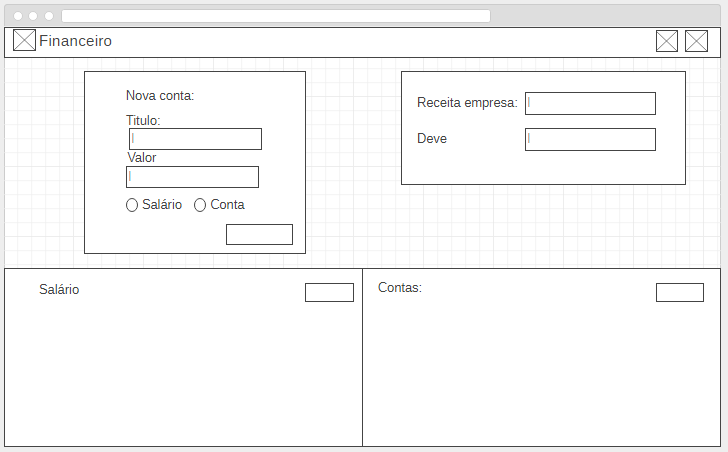 Financeiro
Nova conta:
Titulo:
Valor
Salário
Conta
Receita empresa:
Deve
Salário
Contas: